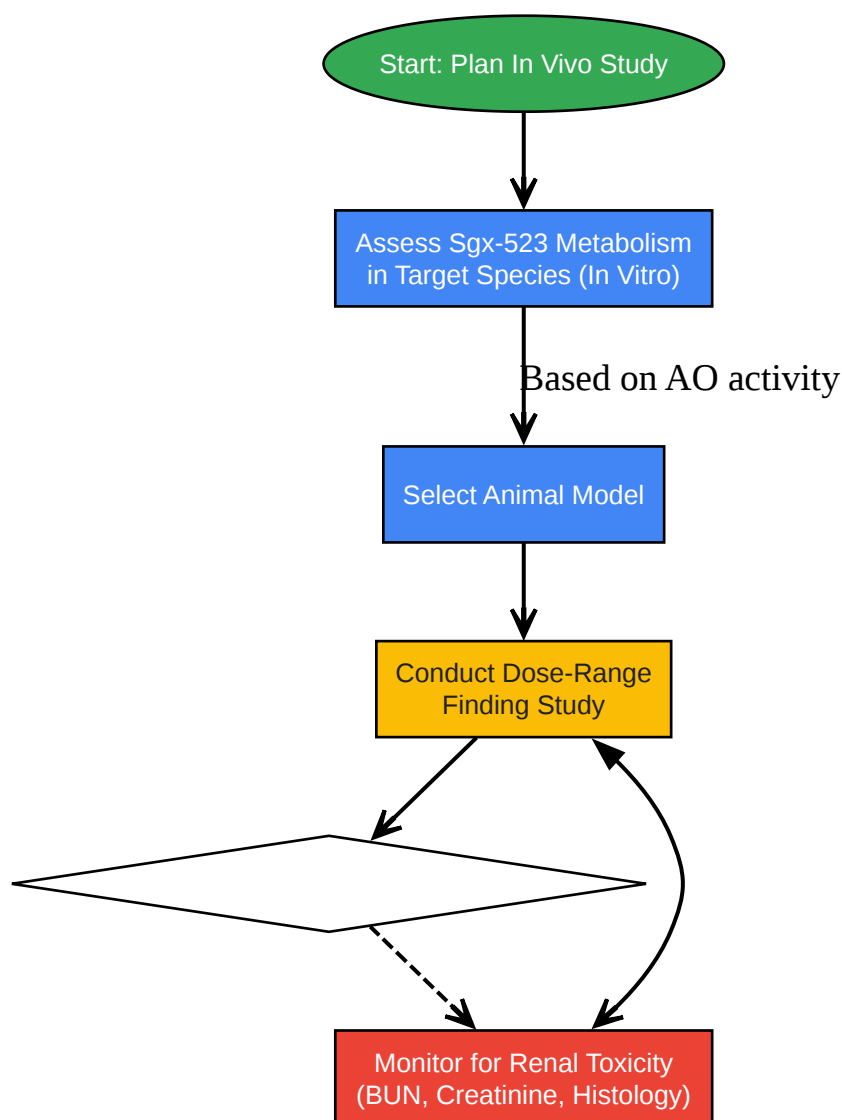 Start: Plan In Vivo Study
Assess Sgx-523 Metabolism
in Target Species (In Vitro)
Based on AO activity
Select Animal Model
Conduct Dose-Range
Finding Study
Monitor for Renal Toxicity
(BUN, Creatinine, Histology)